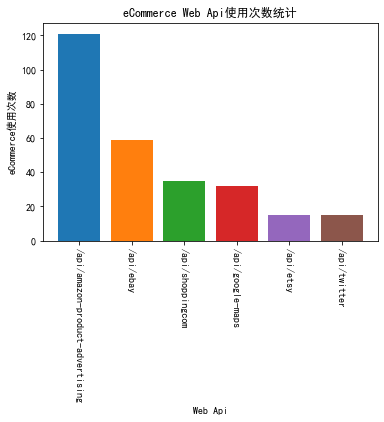 eCommerce Web Api使用次数统计
eCommerce使用次数
120
100
80
60
40
20
0
/api/amazon-product-advertising
/api/ebay
/api/shoppingcom
/api/google-maps
/api/etsy
/api/twitter
Web Api